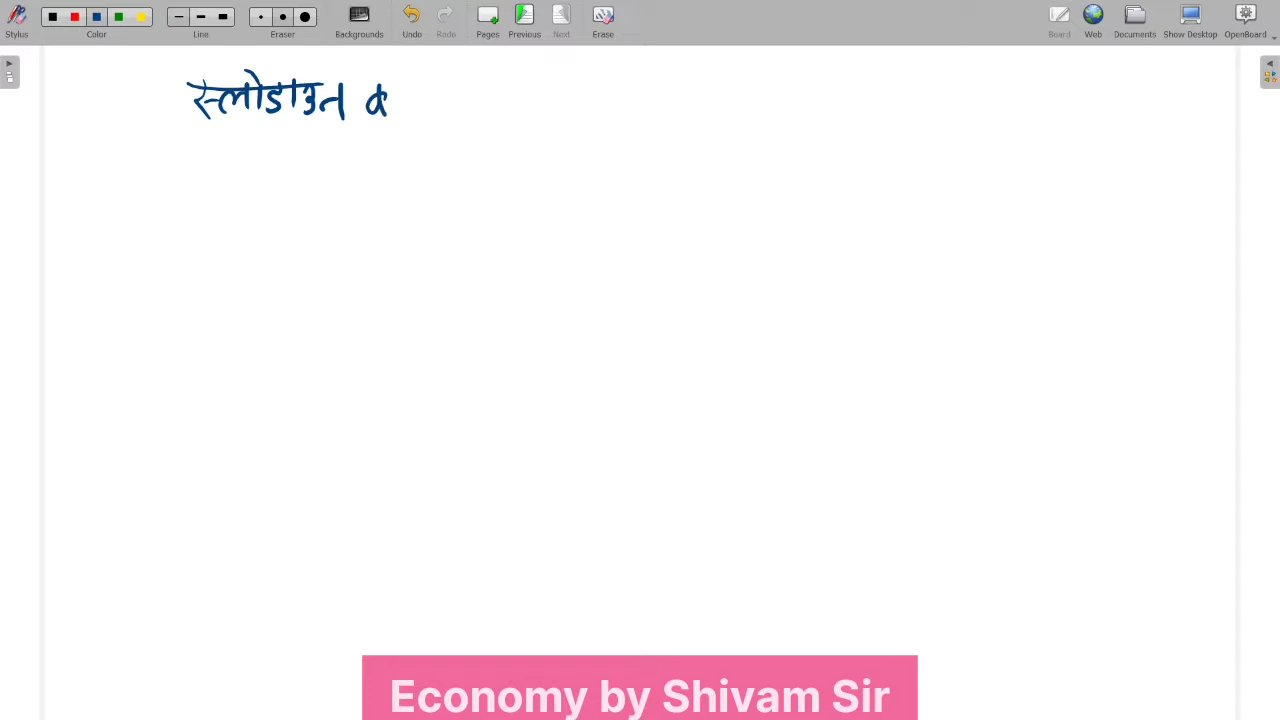 Stylus
Color
Line
Eraser
Backgrounds
Undo
Redo
Pages
Previous
Next
Erase
Board
Web
Documents
Show Desktop
OpenBoard
स्लोडाउन
Economy by Shivam Sir